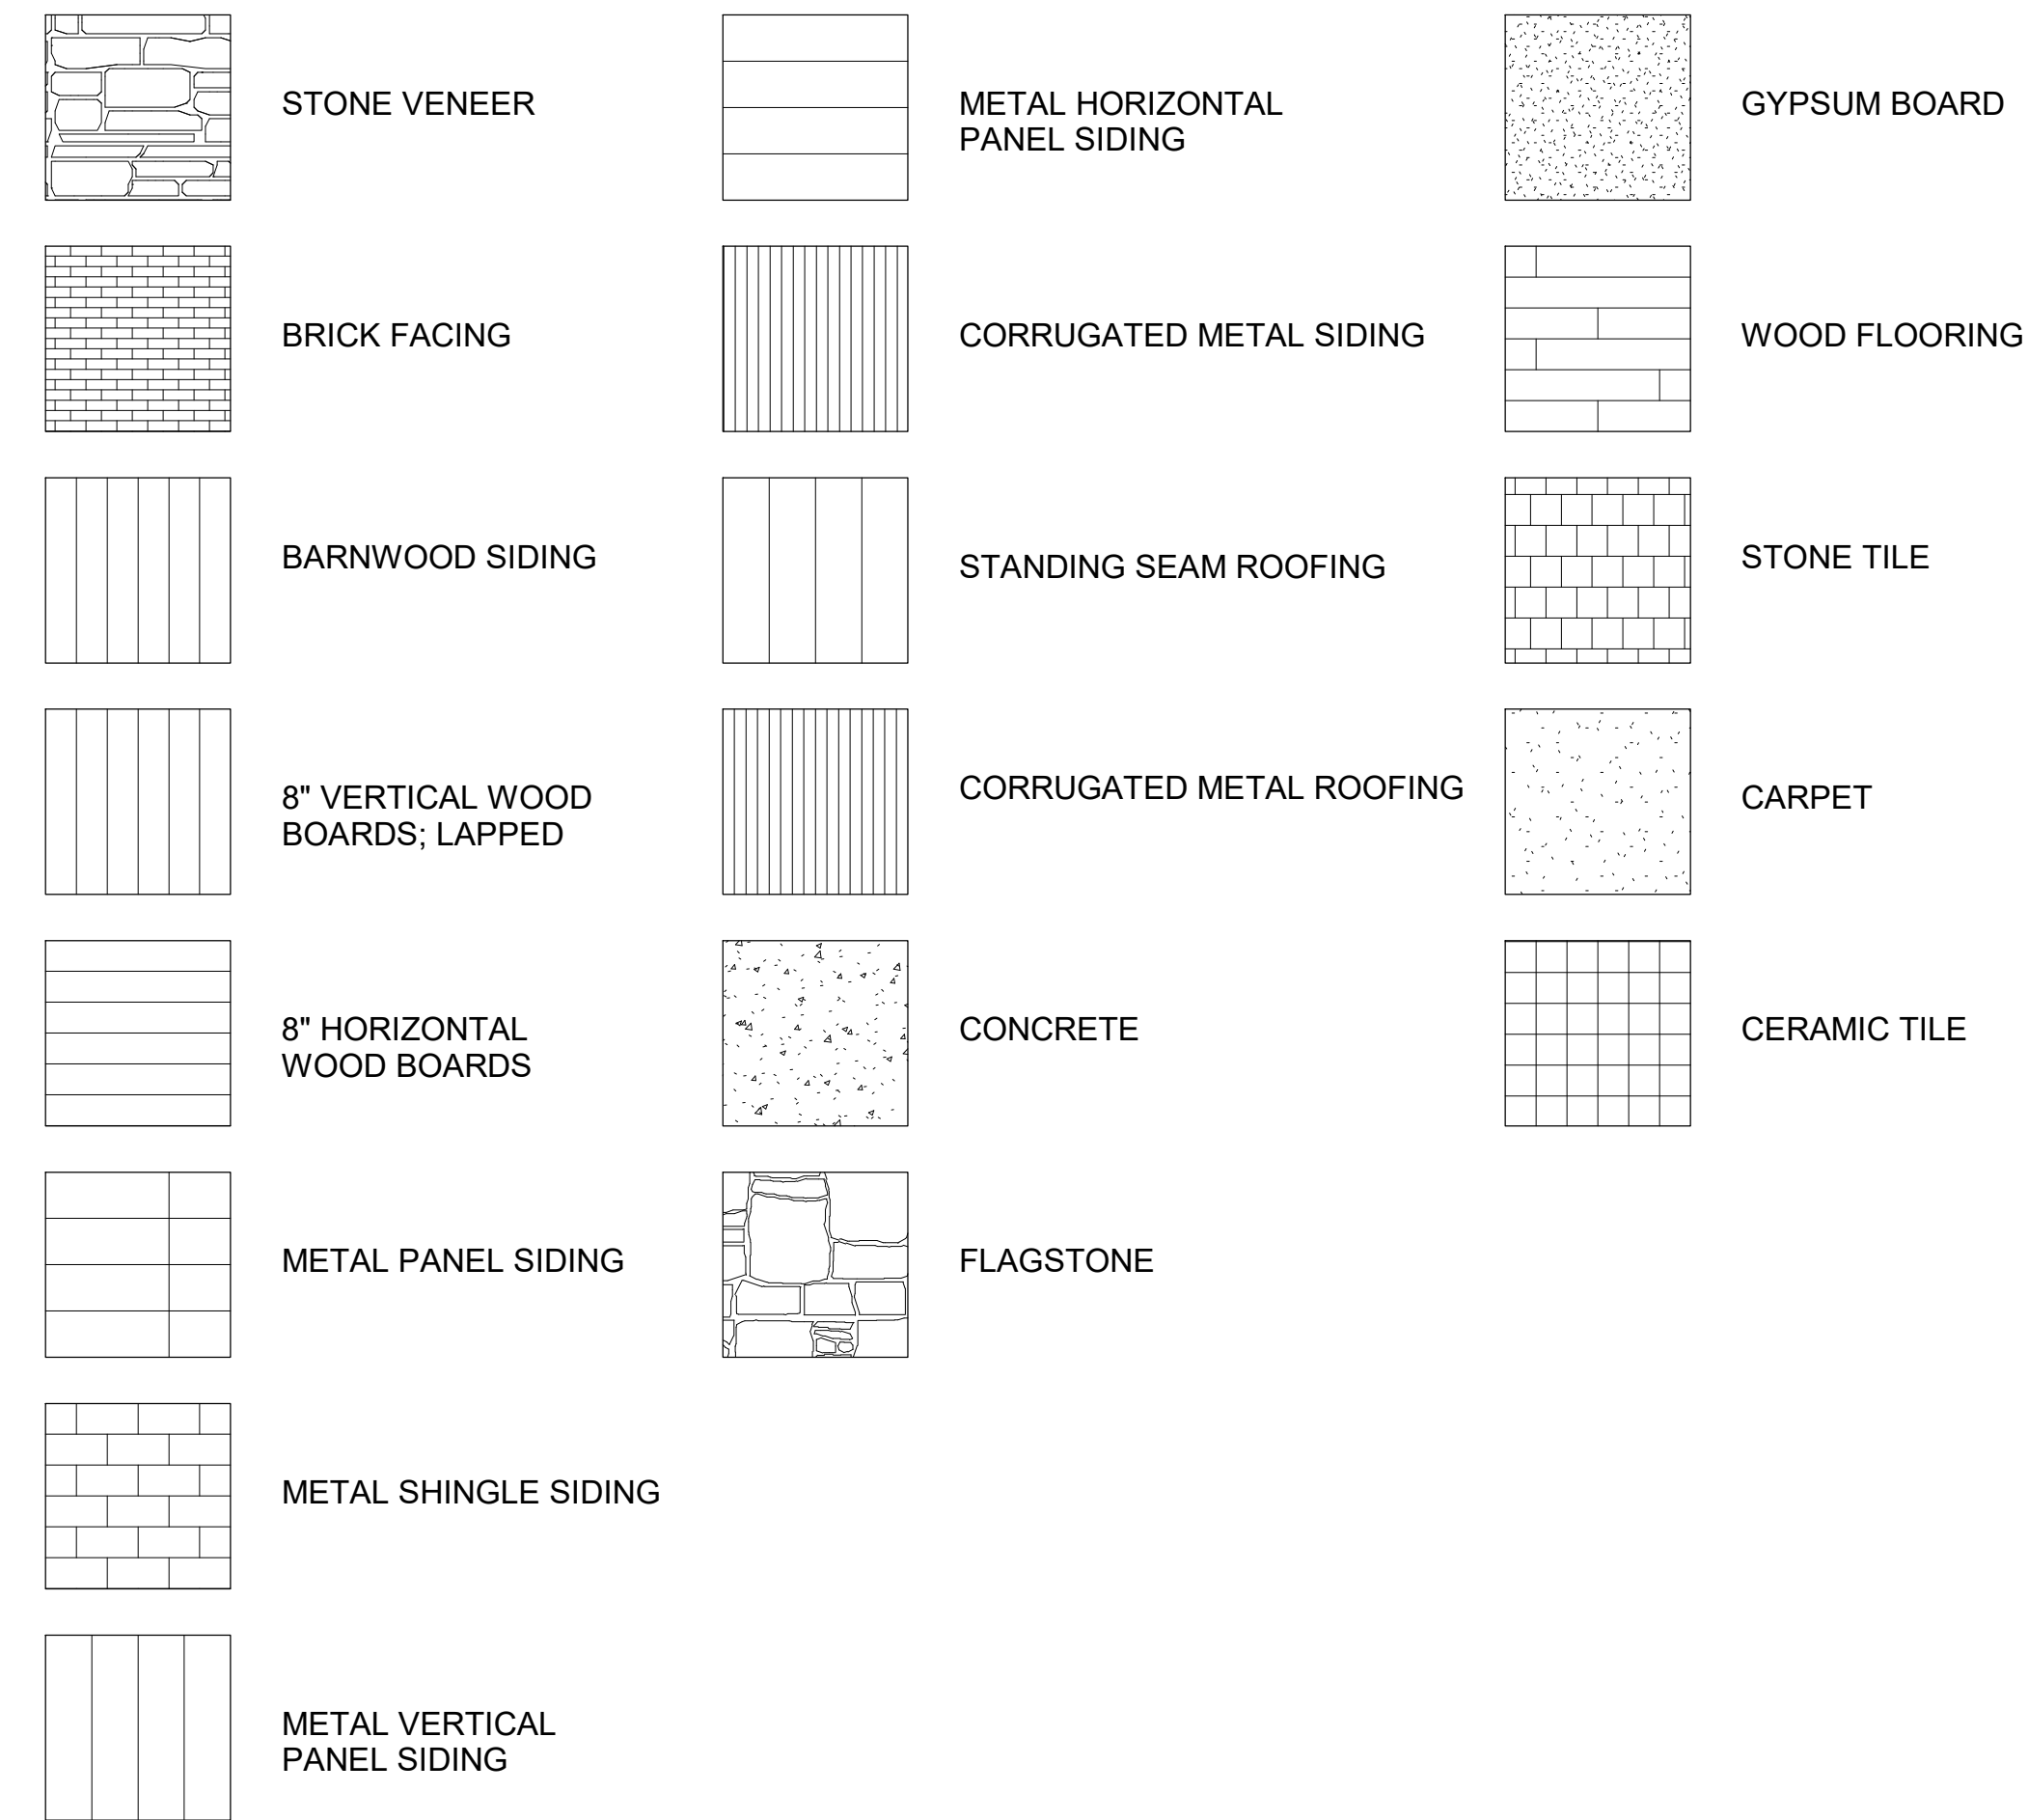 STONE VENEER
BRICK FACING
BARNWOOD SIDING
8" VERTICAL WOOD
BOARDS; LAPPED
8" HORIZONTAL
WOOD BOARDS
METAL PANEL SIDING
METAL SHINGLE SIDING
METAL VERTICAL
PANEL SIDING
METAL HORIZONTAL
PANEL SIDING
CORRUGATED METAL SIDING
STANDING SEAM ROOFING
CORRUGATED METAL ROOFING
CONCRETE
FLAGSTONE
GYPSUM BOARD
WOOD FLOORING
STONE TILE
CARPET
CERAMIC TILE